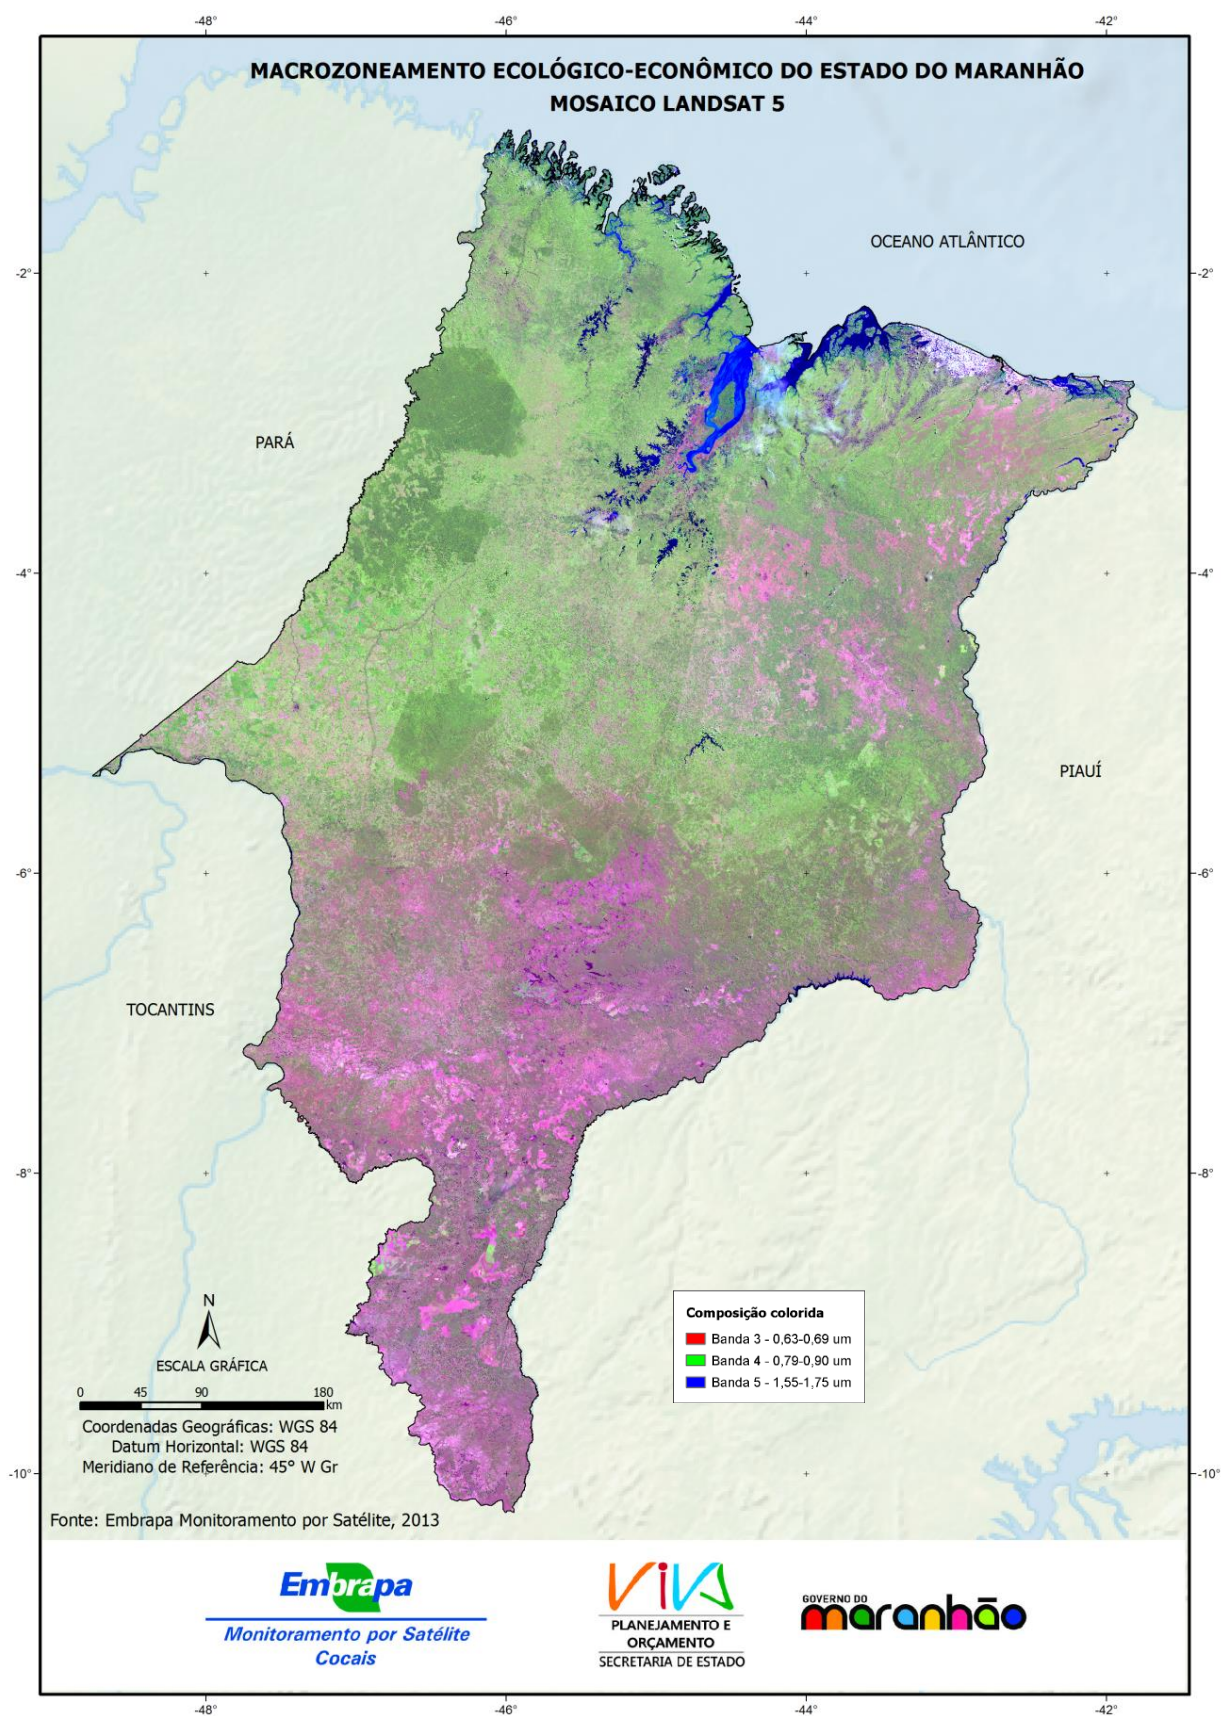 -48° -46° -44° -42°
MACROZONEAMENTO ECOLÓGICO-ECONÔMICO DO ESTADO DO MARANHÃO
MOSAICO LANDSAT 5
OCEANO ATLÂNTICO
-2° -2°
PARÁ
-4° -4°
PIAUÍ
-6° -6°
TOCANTINS
-8° -8°
N
ESCALA GRÁFICA
0 45 90 180
km
Coordenadas Geográficas: WGS 84
Datum Horizontal: WGS 84
Meridiano de Referência: 45° W Gr
Composição colorida
Banda 3 - 0,63-0,69 um
Banda 4 - 0,79-0,90 um
Banda 5 - 1,55-1,75 um
-10° -10°
Fonte: Embrapa Monitoramento por Satélite, 2013
Embrapa
Monitoramento por Satélite
Cocais
VIVA
PLANEJAMENTO E
ORÇAMENTO
SECRETARIA DE ESTADO
GOVERNO DO
maranhão
-48° -46° -44° -42°